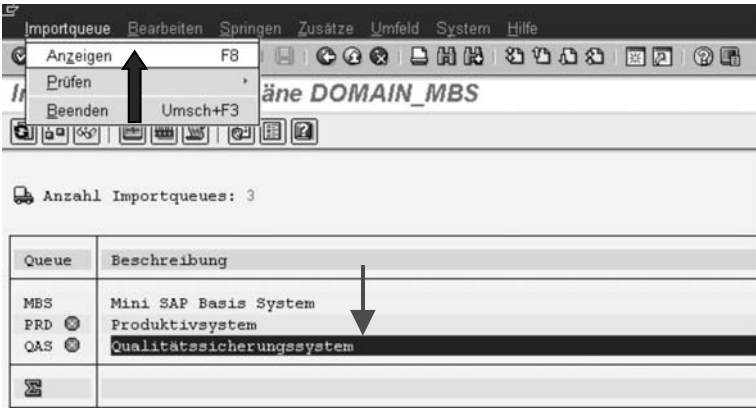 Importqueue Bearbeiten Springen Zusätze Umfeld System Hilfe
Anzeigen F8
Prüfen
Beenden Umsch+F3
äne DOMAIN_MBS
Anzahl Importqueues: 3
Queue Beschreibung
MBS Mini SAP Basis System
PRD Produktivsystem
QAS Qualitätssicherungssystem
Σ